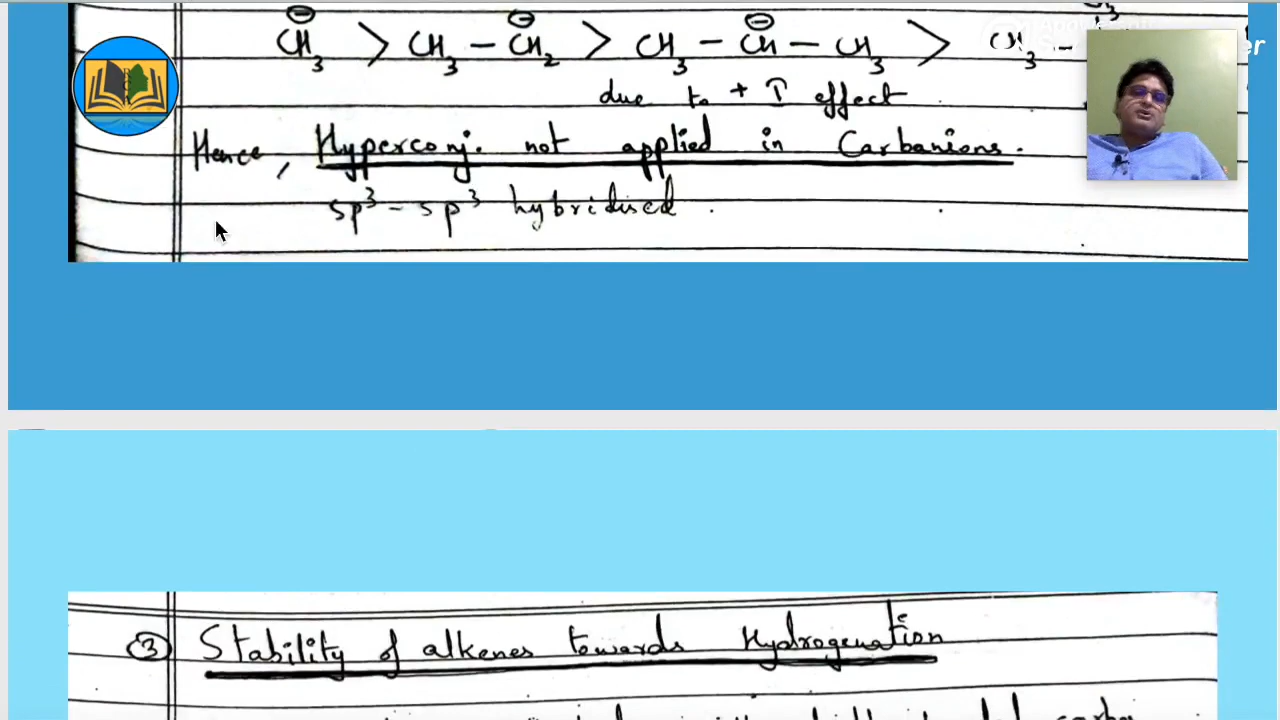 ⊖ ⊖ ⊖
CH3 > CH3 - CH2 > CH3 - CH - CH3 > CH3 -
due to + I effect
Hence, Hyperconj. not applied in Carbanions.
sp3 - sp3 hybridised.
③ Stability of alkenes towards Hydrogenation